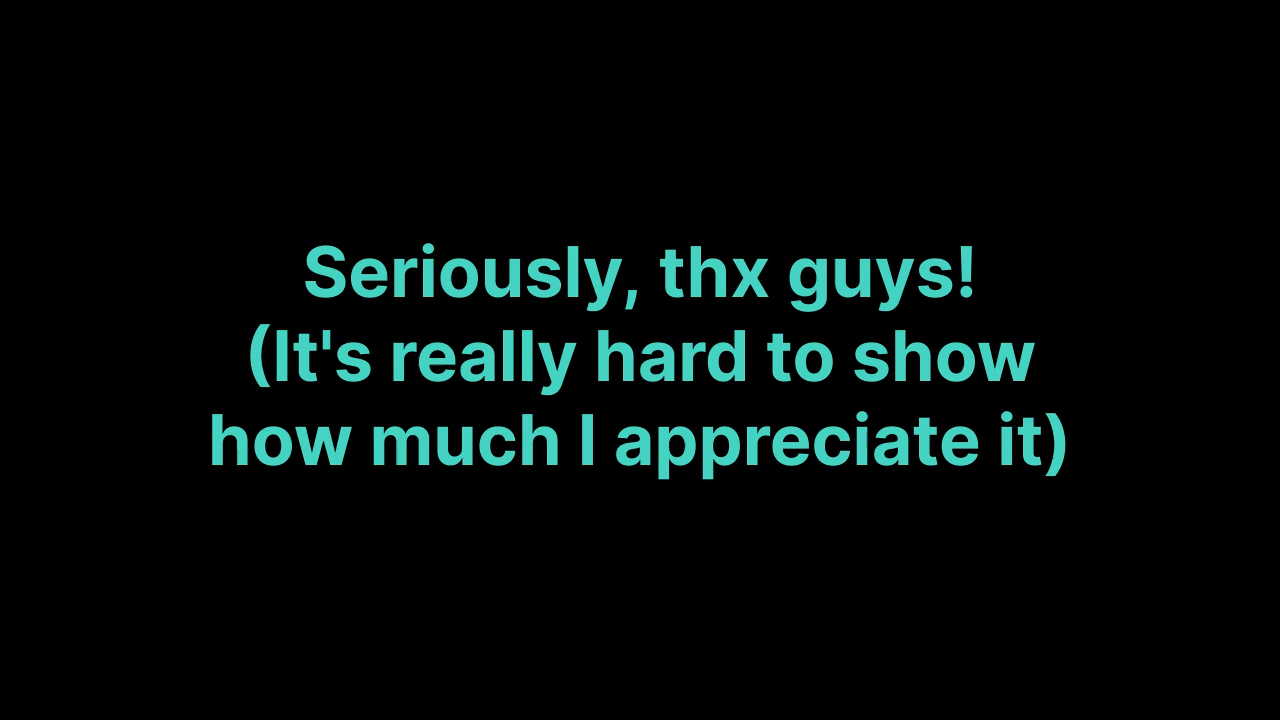 Seriously, thx guys!
(It's really hard to show
how much I appreciate it)